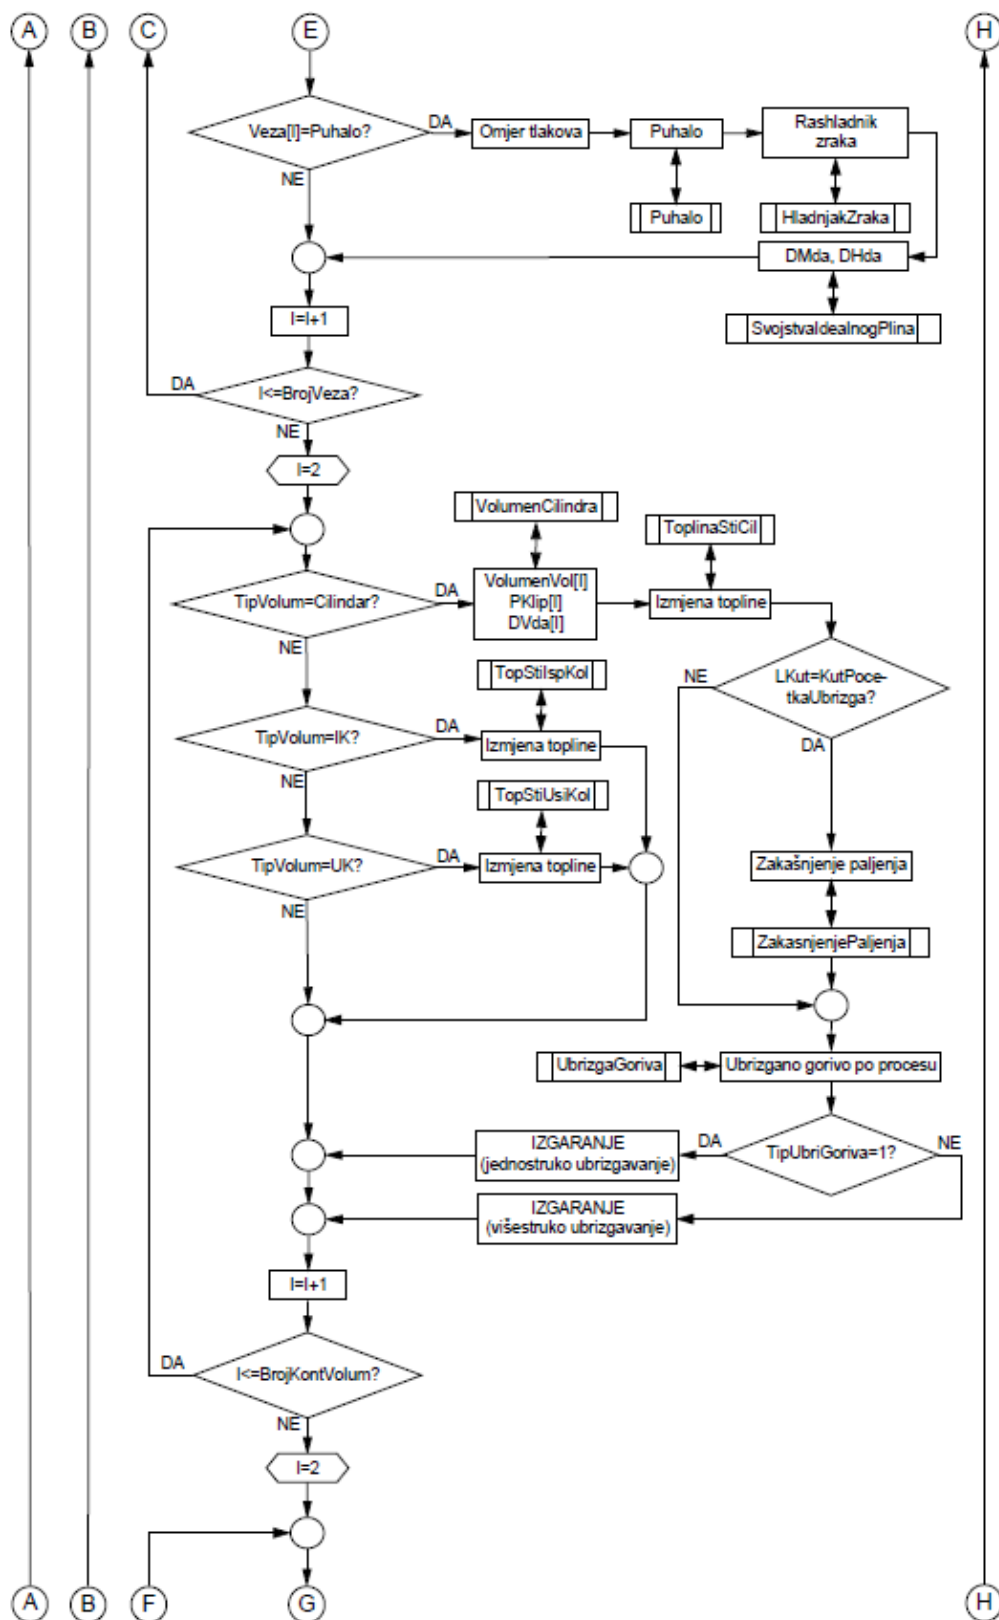 A
B
C
E
H
Veza[I]=Puhalo?
DA
Omjer tlakova
Puhalo
Rashladnik
zraka
NE
Puhalo
HladnjakZraka
DMda, DHda
I=I+1
SvojstvaIdealnogPlina
DA
I<=BrojVeza?
NE
I=2
VolumenCilindra
ToplinaStiCil
TipVolum=Cilindar?
DA
VolumenVol[I]
PKlip[I]
DVda[I]
Izmjena topline
NE
TopStiIspKol
NE
LKut=KutPoce-
tkaUbrizga?
TipVolum=IK?
DA
Izmjena topline
DA
NE
TopStiUsiKol
TipVolum=UK?
DA
Izmjena topline
Zakašnjenje paljenja
NE
ZakasnjenjePaljenja
UbrizgaGoriva
Ubrizgano gorivo po procesu
IZGARANJE
(jednostruko ubrizgavanje)
DA
TipUbriGoriva=1?
NE
IZGARANJE
(višestruko ubrizgavanje)
I=I+1
DA
I<=BrojKontVolum?
NE
I=2
A
B
F
G
H